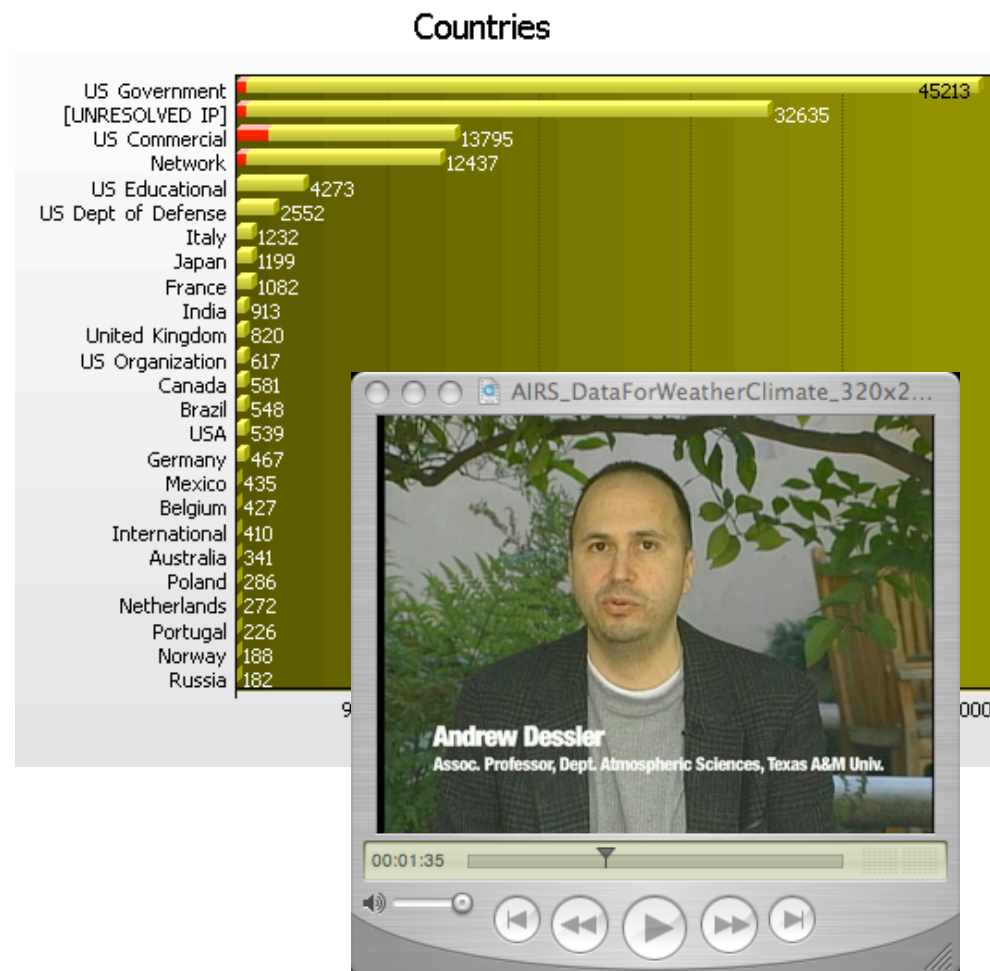 Countries
US Government 45213
[UNRESOLVED IP] 32635
US Commercial 13795
Network 12437
US Educational 4273
US Dept of Defense 2552
Italy 1232
Japan 1199
France 1082
India 913
United Kingdom 820
US Organization 617
Canada 581
Brazil 548
USA 539
Germany 467
Mexico 435
Belgium 427
International 410
Australia 341
Poland 286
Netherlands 272
Portugal 226
Norway 188
Russia 182
9
000
AIRS_DataForWeatherClimate_320x2...
Andrew Dessler
Assoc. Professor, Dept. Atmospheric Sciences, Texas A&M Univ.
00:01:35